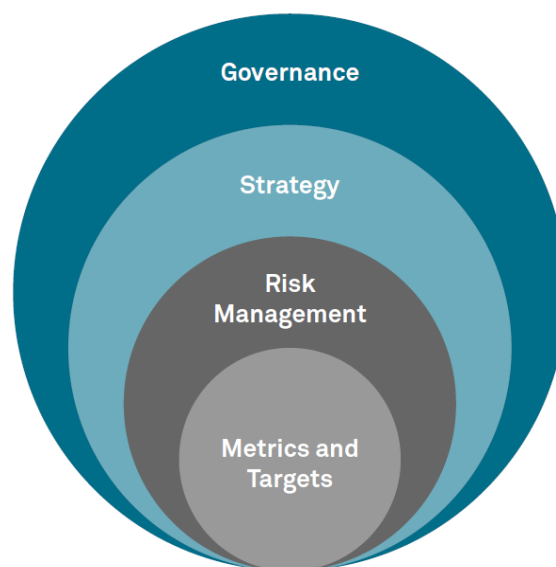 Governance
Strategy
Risk
Management
Metrics and
Targets